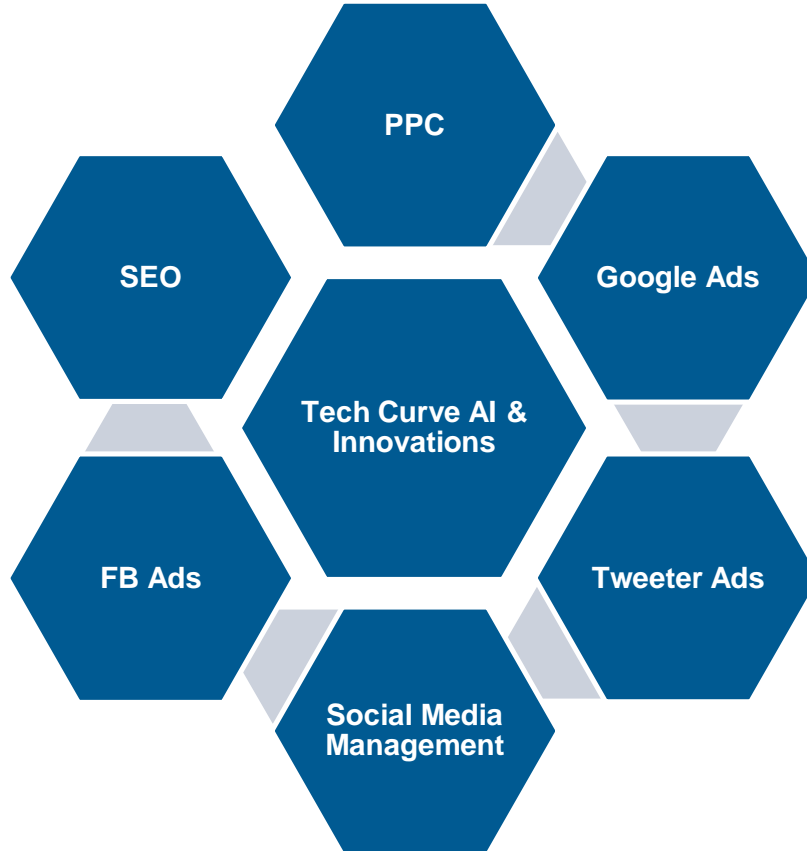 PPC
SEO
Google Ads
Tech Curve AI &
Innovations
FB Ads
Tweeter Ads
Social Media
Management